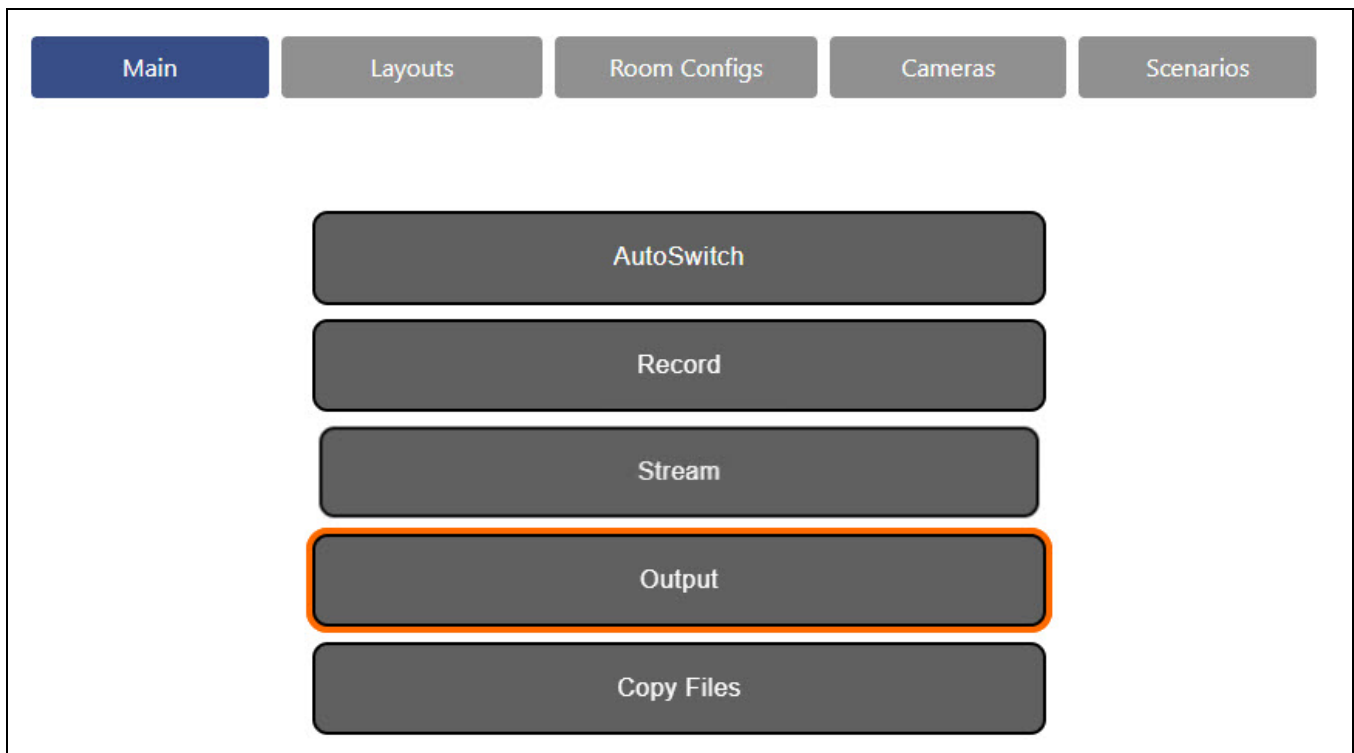 Main Layouts Room Configs Cameras Scenarios
AutoSwitch
Record
Stream
Output
Copy Files